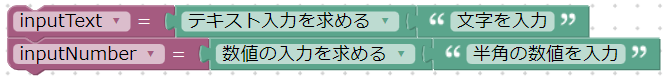 inputText = テキスト入力を求める “ 文字を入力 ”
inputNumber = 数値の入力を求める “ 半角の数値を入力 ”